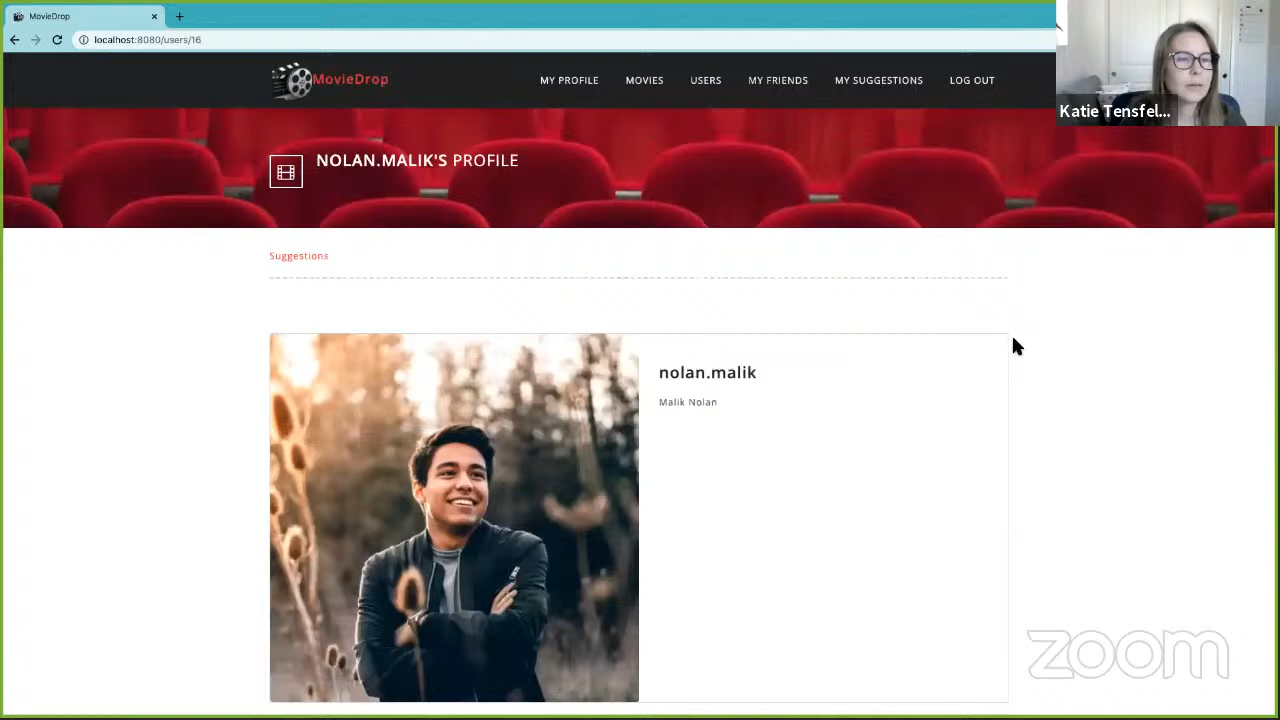 MovieDrop
localhost:8080/users/16
MovieDrop
MY PROFILE MOVIES USERS MY FRIENDS MY SUGGESTIONS LOG OUT
Katie Tensfel...
NOLAN.MALIK'S PROFILE
Suggestions
nolan.malik
Malik Nolan
zoom